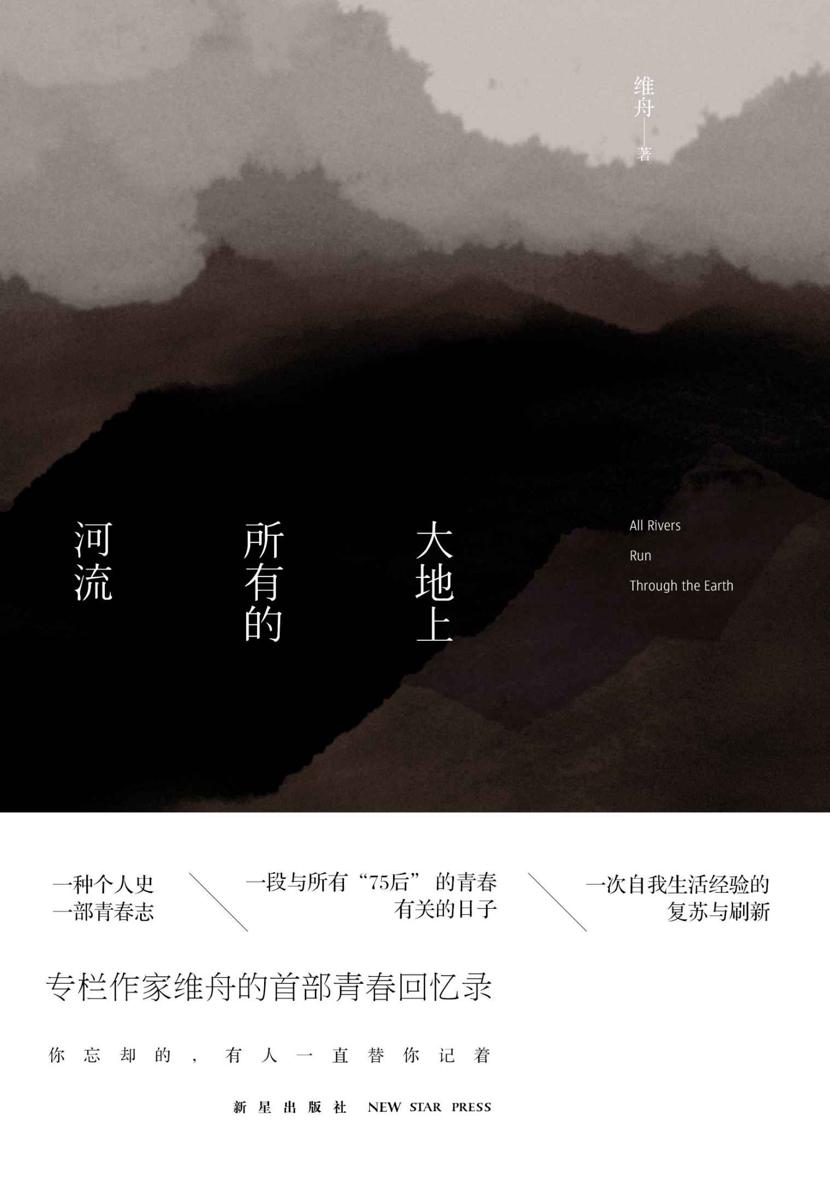 维舟 著
大地上
所有的
河流
All Rivers
Run
Through the Earth
一种个人史
一部青春志
一段与所有“75后” 的青春
有关的日子
一次自我生活经验的
复苏与刷新
专栏作家维舟的首部青春回忆录
你忘却的,有人一直替你记着
新星出版社 NEW STAR PRESS